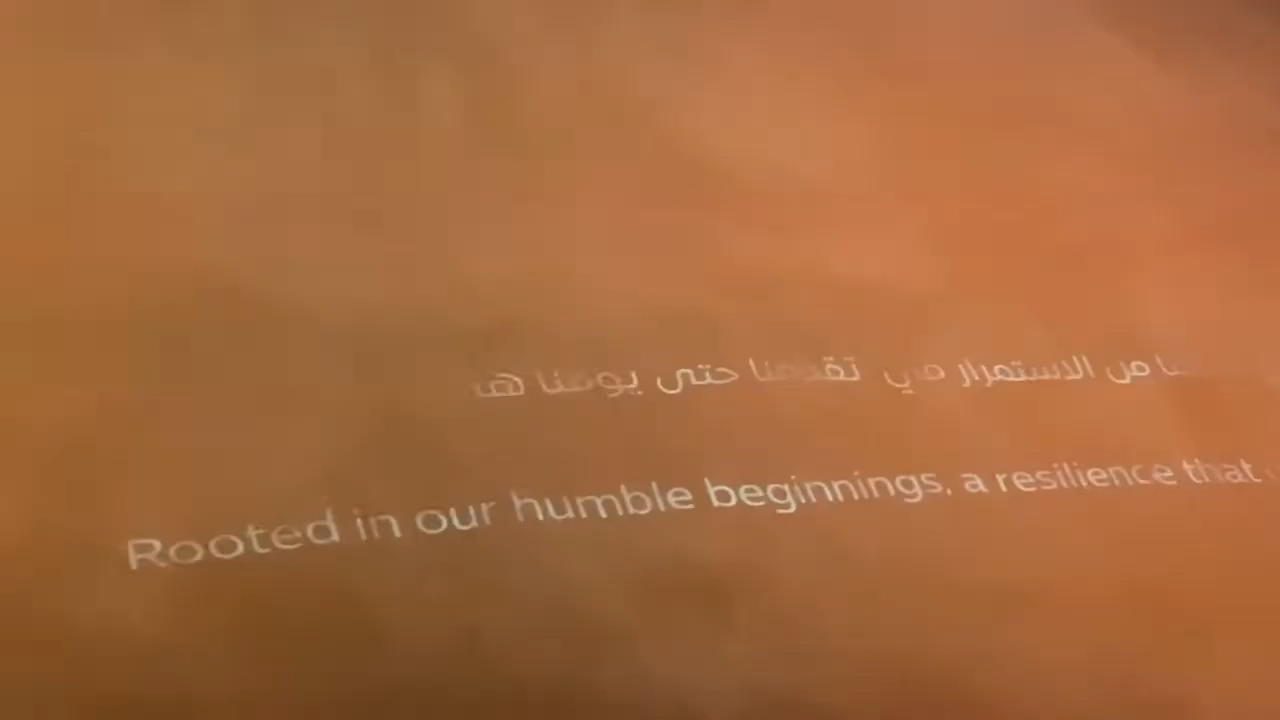 من الاستمرار في تقدمنا حتى يومنا
Rooted in our humble beginnings, a resilience that